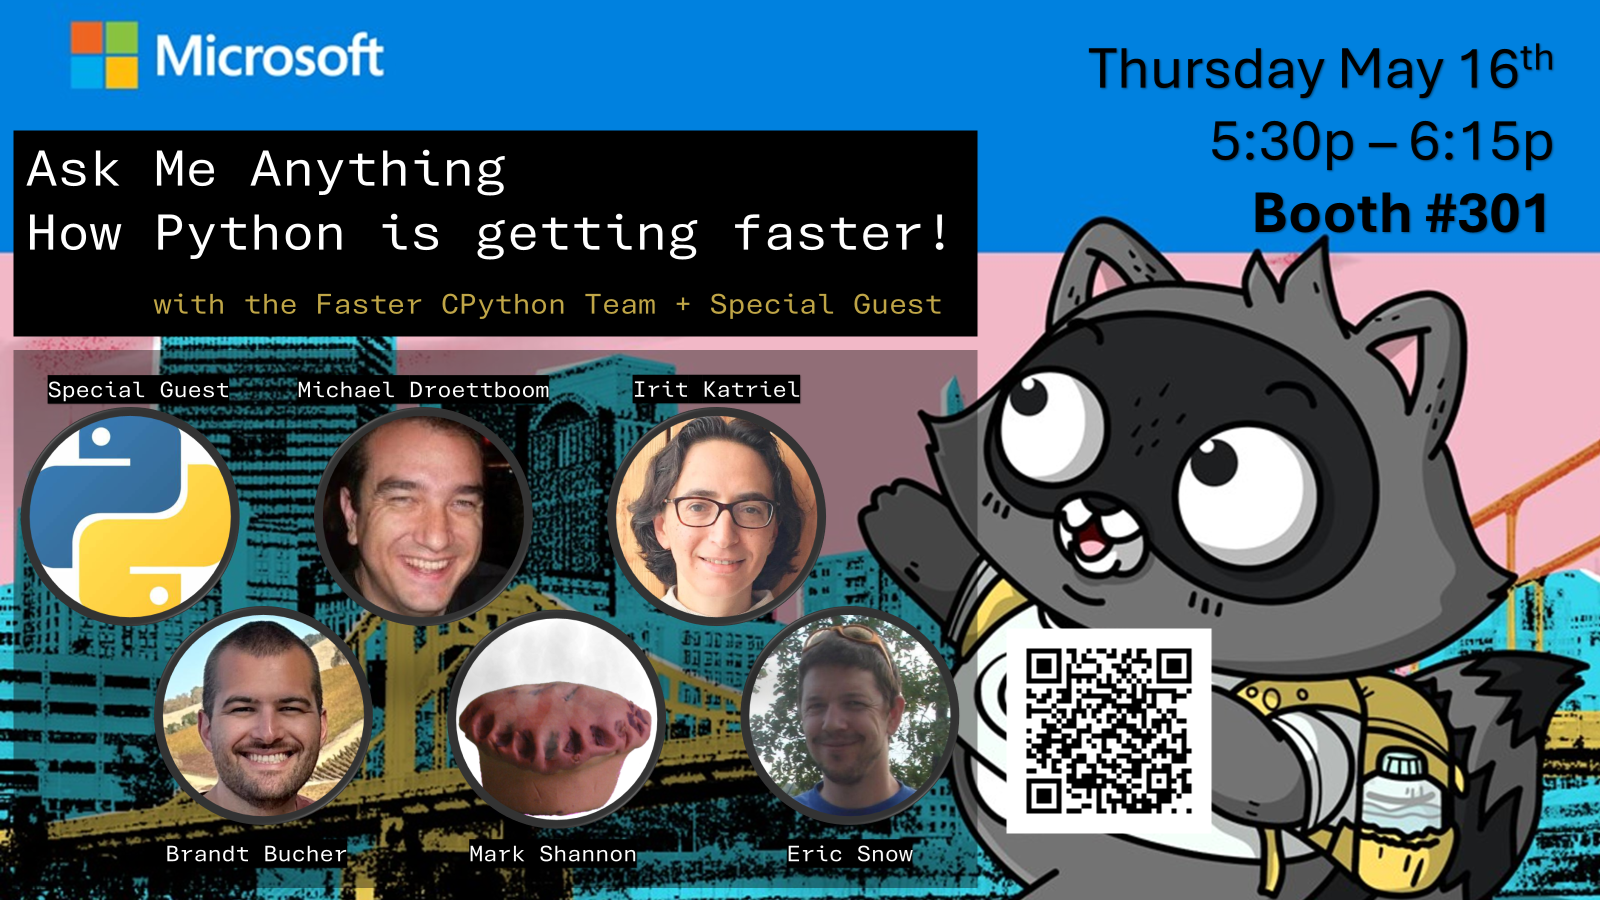 Microsoft
Thursday May 16th
5:30p – 6:15p
Booth #301
Ask Me Anything
How Python is getting faster!
with the Faster CPython Team + Special Guest
Special Guest
Michael Droettboom
Irit Katriel
Brandt Bucher
Mark Shannon
Eric Snow